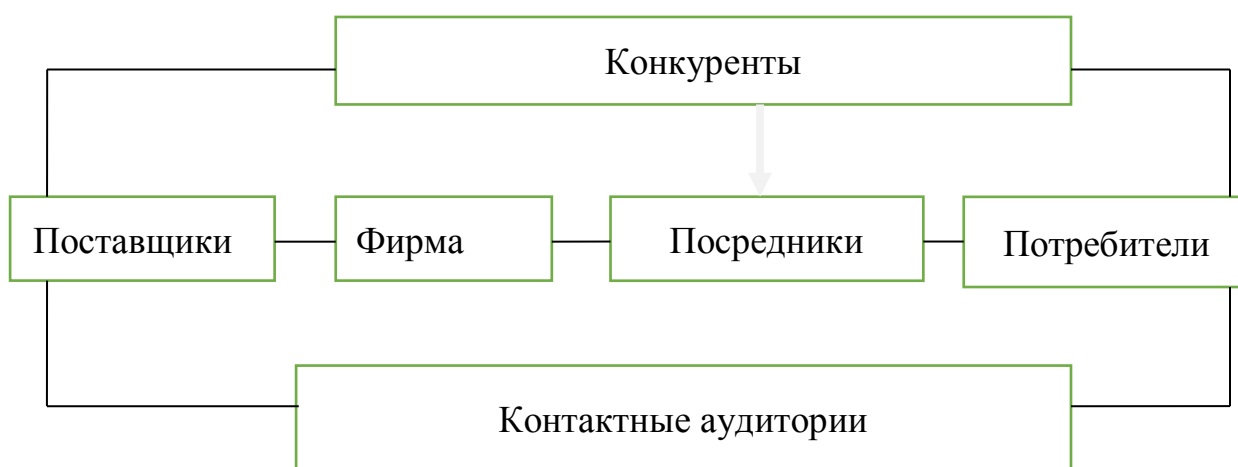 Конкуренты
Поставщики
Фирма
Посредники
Потребители
Контактные аудитории